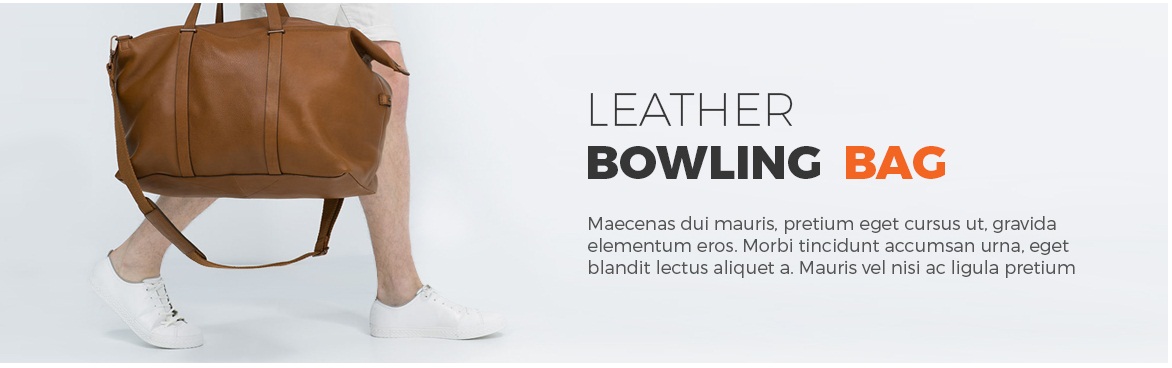 LEATHER
BOWLING BAG
Maecenas dui mauris, pretium eget cursus ut, gravida
elementum eros. Morbi tincidunt accumsan urna, eget
blandit lectus aliquet a. Mauris vel nisi ac ligula pretium